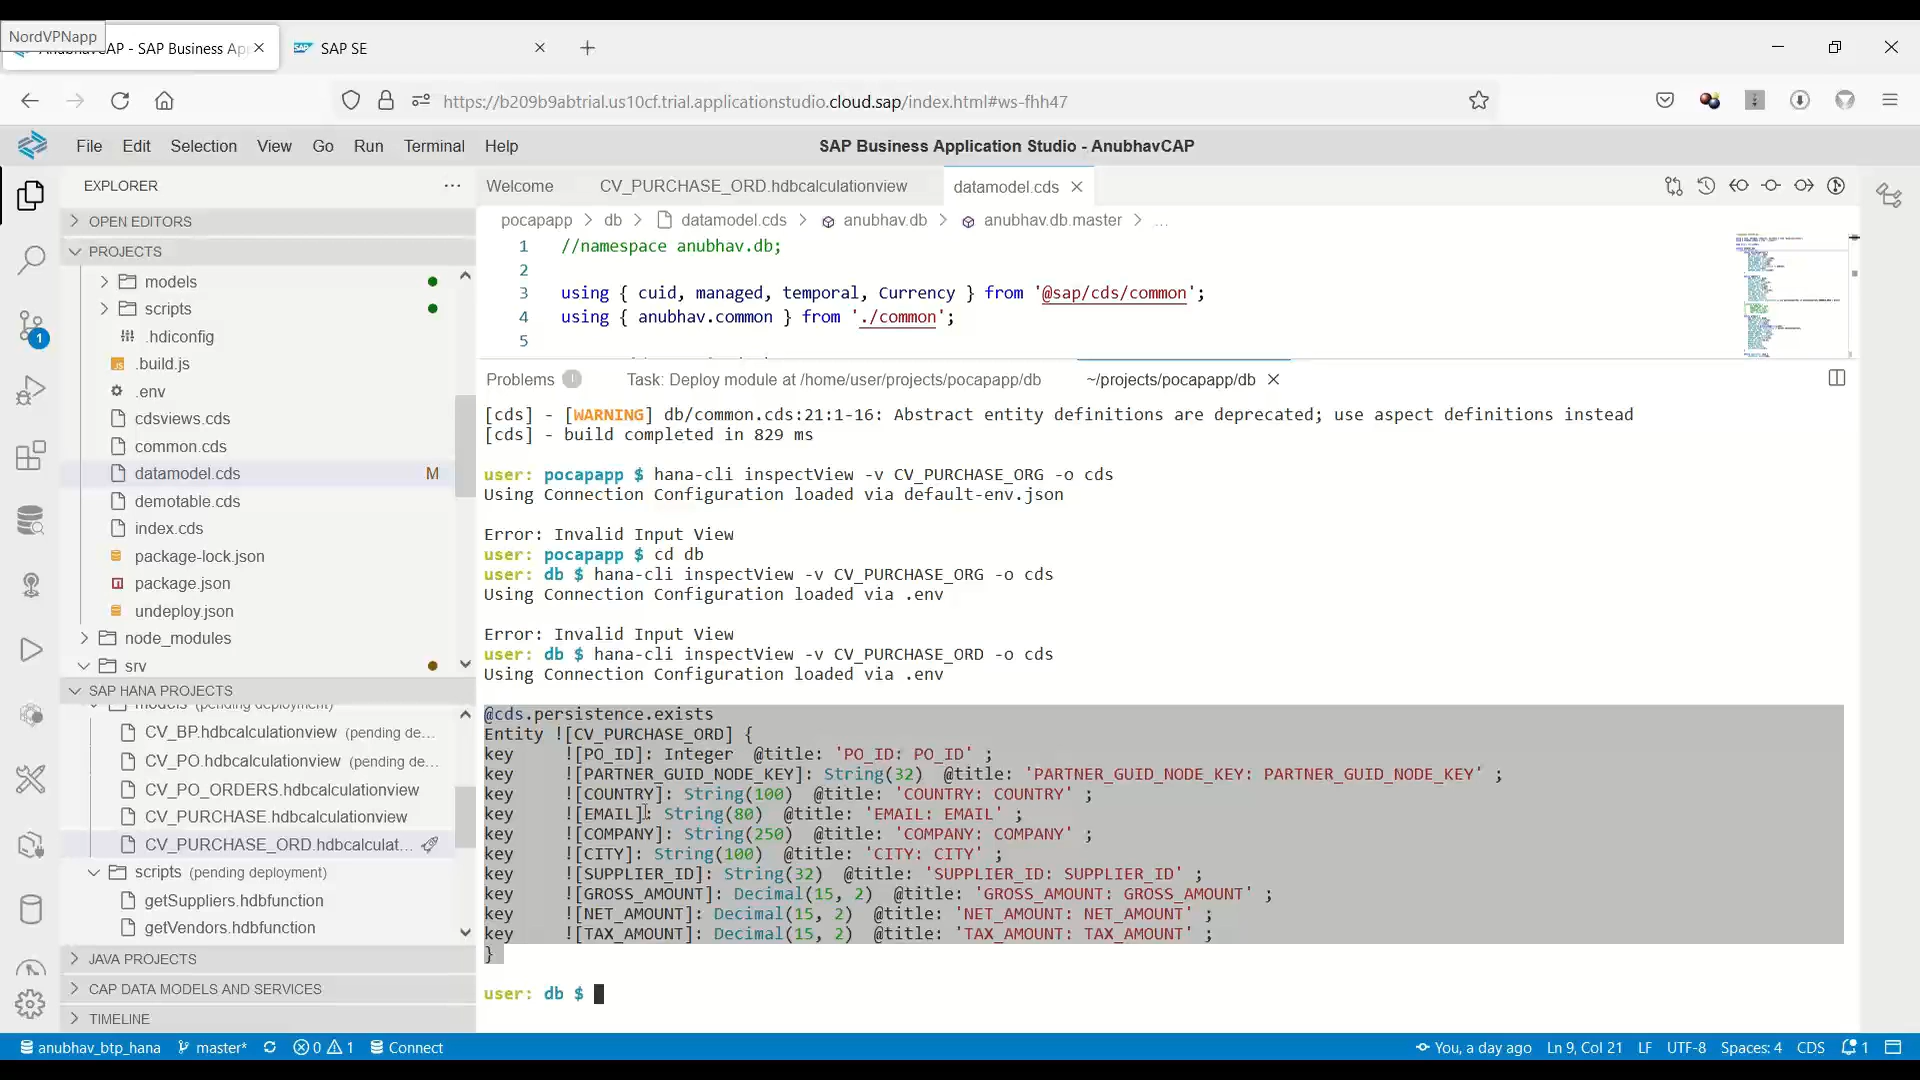 NordVPNapp
AnubhavCAP - SAP Business App
SAP SE
https://b209b9abtrial.us10cf.trial.applicationstudio.cloud.sap/index.html#ws-fhh47
File Edit Selection View Go Run Terminal Help
SAP Business Application Studio - AnubhavCAP
EXPLORER
OPEN EDITORS
PROJECTS
models
scripts
.hdiconfig
.build.js
.env
cdsviews.cds
common.cds
datamodel.cds M
demotable.cds
index.cds
package-lock.json
package.json
undeploy.json
node_modules
srv
SAP HANA PROJECTS
models (pending deployment)
CV_BP.hdbcalculationview (pending de...
CV_PO.hdbcalculationview (pending de...
CV_PO_ORDERS.hdbcalculationview
CV_PURCHASE.hdbcalculationview
CV_PURCHASE_ORD.hdbcalculat...
scripts (pending deployment)
getSuppliers.hdbfunction
getVendors.hdbfunction
JAVA PROJECTS
CAP DATA MODELS AND SERVICES
TIMELINE
1
Welcome CV_PURCHASE_ORD.hdbcalculationview datamodel.cds
pocapapp > db > datamodel.cds > anubhav.db > anubhav.db.master > ...
1 //namespace anubhav.db;
2
3 using { cuid, managed, temporal, Currency } from '@sap/cds/common';
4 using { anubhav.common } from './common';
5
Problems 1 Task: Deploy module at /home/user/projects/pocapapp/db ~/projects/pocapapp/db
[cds] - [WARNING] db/common.cds:21:1-16: Abstract entity definitions are deprecated; use aspect definitions instead
[cds] - build completed in 829 ms
user: pocapapp $ hana-cli inspectView -v CV_PURCHASE_ORG -o cds
Using Connection Configuration loaded via default-env.json
Error: Invalid Input View
user: pocapapp $ cd db
user: db $ hana-cli inspectView -v CV_PURCHASE_ORG -o cds
Using Connection Configuration loaded via .env
Error: Invalid Input View
user: db $ hana-cli inspectView -v CV_PURCHASE_ORD -o cds
Using Connection Configuration loaded via .env
@cds.persistence.exists
Entity ![CV_PURCHASE_ORD] {
key ![PO_ID]: Integer @title: 'PO_ID: PO_ID' ;
key ![PARTNER_GUID_NODE_KEY]: String(32) @title: 'PARTNER_GUID_NODE_KEY: PARTNER_GUID_NODE_KEY' ;
key ![COUNTRY]: String(100) @title: 'COUNTRY: COUNTRY' ;
key ![EMAIL]: String(80) @title: 'EMAIL: EMAIL' ;
key ![COMPANY]: String(250) @title: 'COMPANY: COMPANY' ;
key ![CITY]: String(100) @title: 'CITY: CITY' ;
key ![SUPPLIER_ID]: String(32) @title: 'SUPPLIER_ID: SUPPLIER_ID' ;
key ![GROSS_AMOUNT]: Decimal(15, 2) @title: 'GROSS_AMOUNT: GROSS_AMOUNT' ;
key ![NET_AMOUNT]: Decimal(15, 2) @title: 'NET_AMOUNT: NET_AMOUNT' ;
key ![TAX_AMOUNT]: Decimal(15, 2) @title: 'TAX_AMOUNT: TAX_AMOUNT' ;
}
user: db $
anubhav_btp_hana master* 0 1 Connect You, a day ago Ln 9, Col 21 LF UTF-8 Spaces: 4 CDS 1